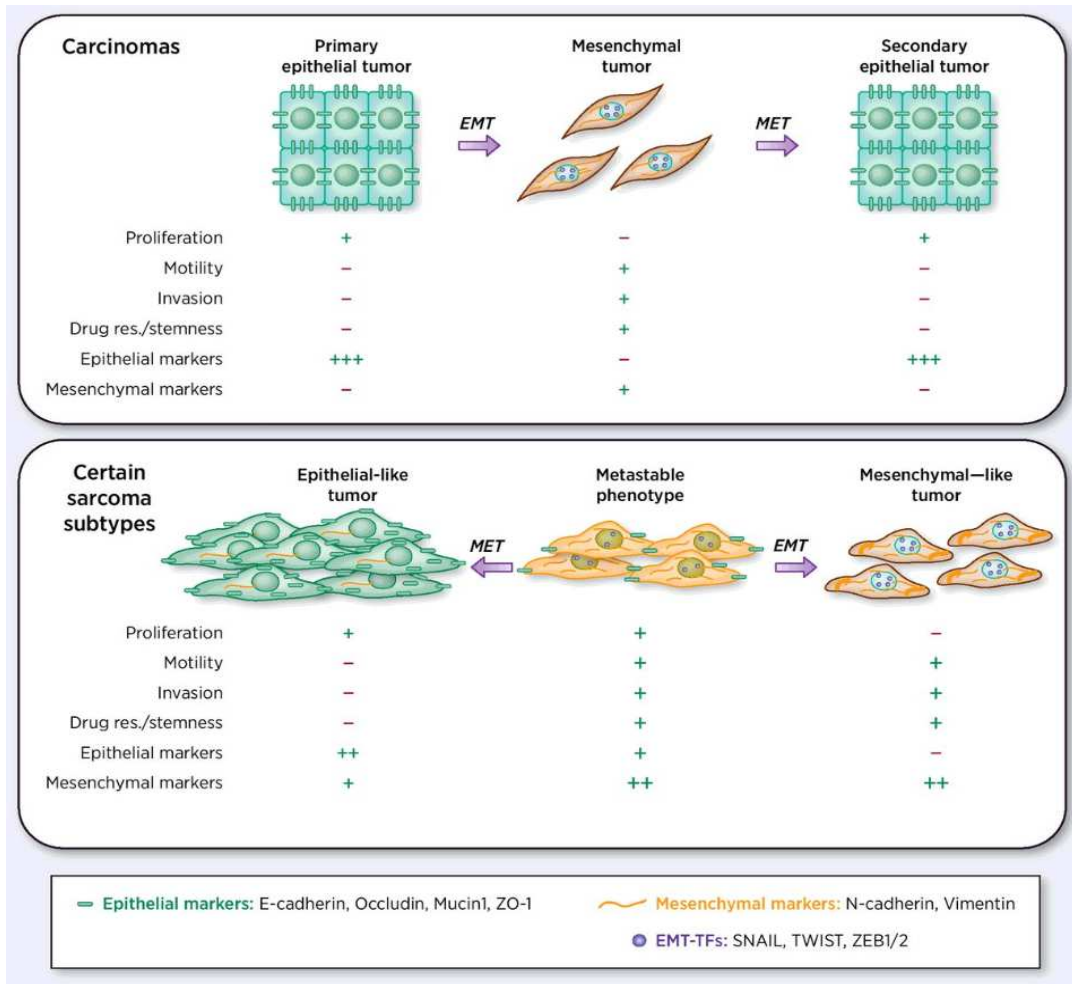 Carcinomas
Primary
epithelial tumor
Mesenchymal
tumor
Secondary
epithelial tumor
EMT
MET
Proliferation + – +
Motility – + –
Invasion – + –
Drug res./stemness – + –
Epithelial markers +++ – +++
Mesenchymal markers – + –
Certain
sarcoma
subtypes
Epithelial-like
tumor
Metastable
phenotype
Mesenchymal—like
tumor
MET
EMT
Proliferation + + –
Motility – + +
Invasion – + +
Drug res./stemness – + +
Epithelial markers ++ + –
Mesenchymal markers + ++ ++
Epithelial markers: E-cadherin, Occludin, Mucin1, ZO-1
Mesenchymal markers: N-cadherin, Vimentin
EMT-TFs: SNAIL, TWIST, ZEB1/2